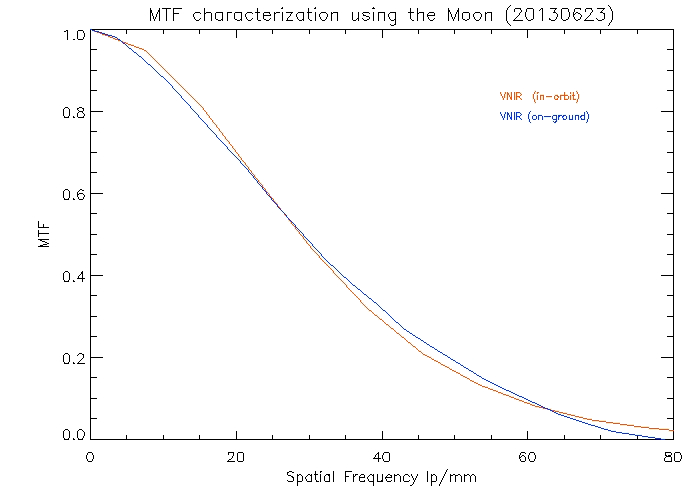 MTF characterization using the Moon (20130623)
1.0
VNIR (in-orbit)
0.8
VNIR (on-ground)
0.6
MTF
0.4
0.2
0.0
0 20 40 60 80
Spatial Frequency lp/mm